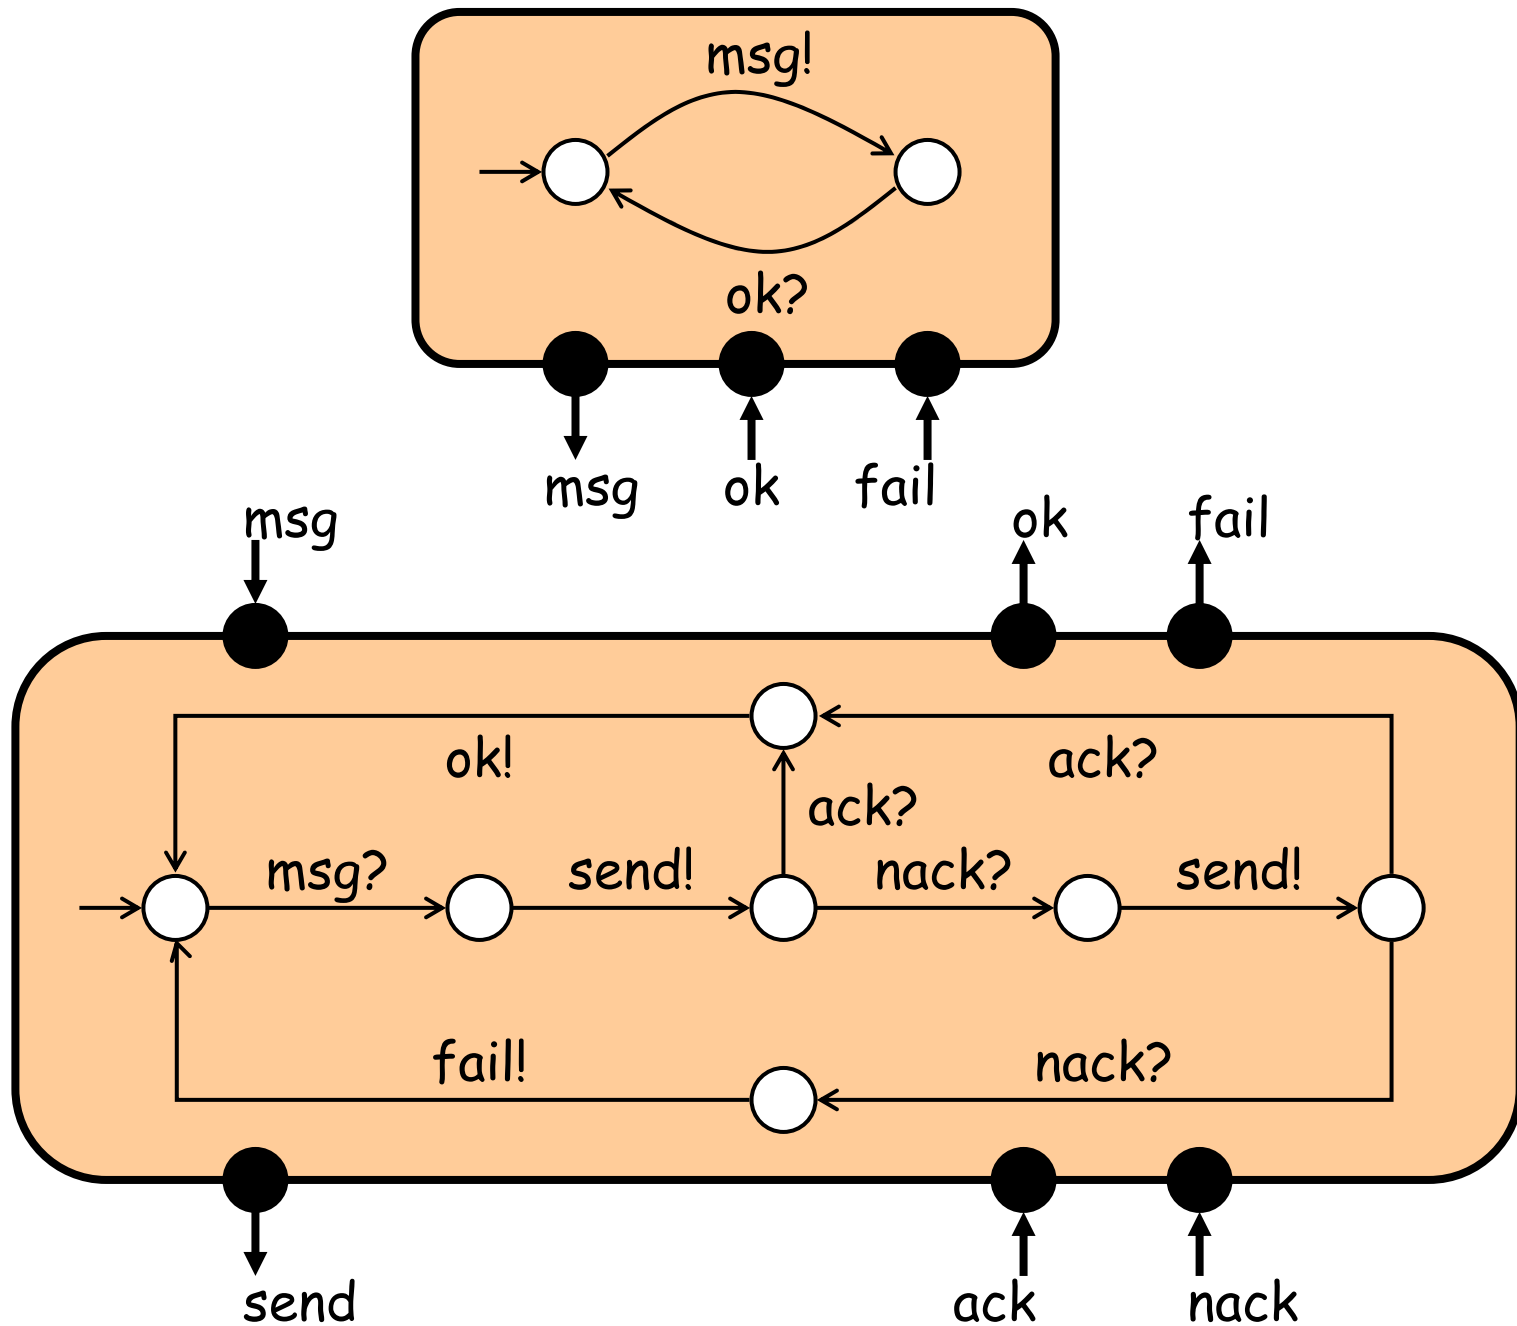 msg!
ok?
msg ok fail
msg ok fail
ok! ack?
ack?
msg? send! nack? send!
fail! nack?
send ack nack